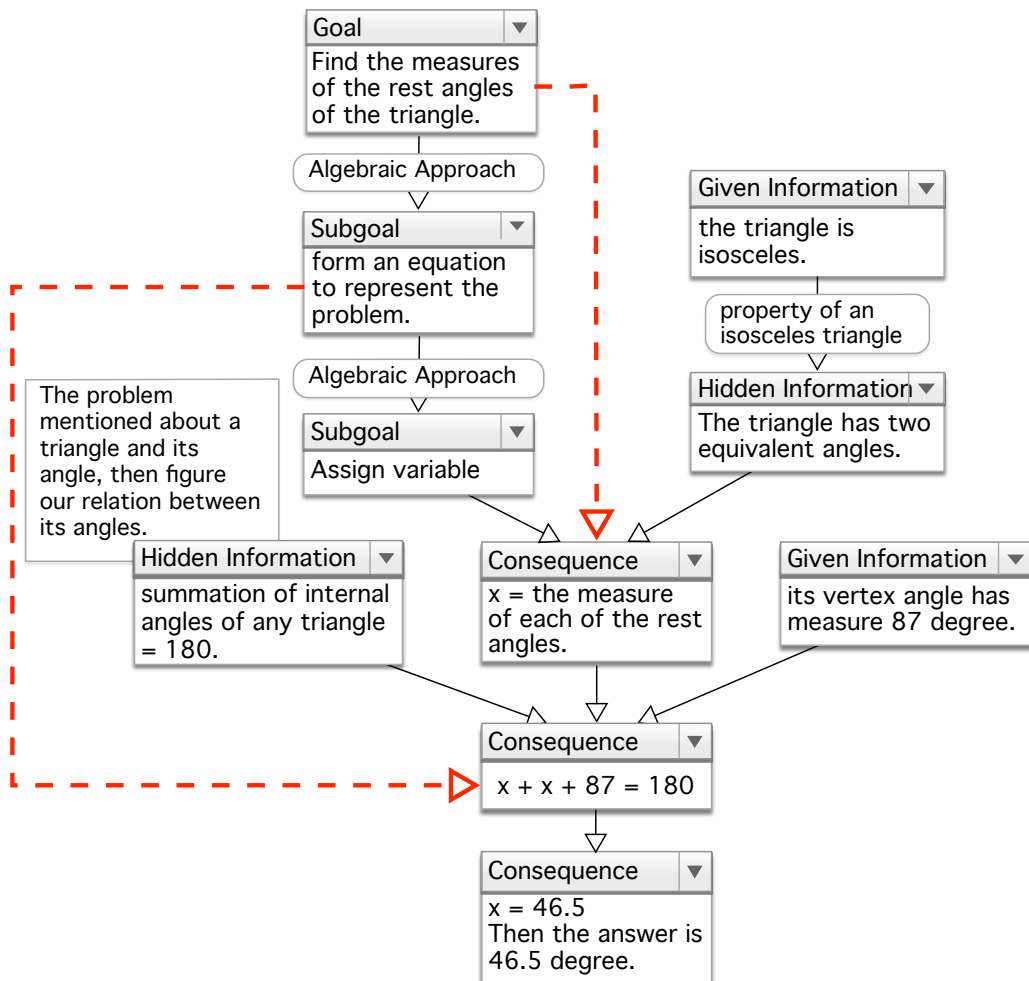 Goal
Find the measures
of the rest angles
of the triangle.
Algebraic Approach
Subgoal
form an equation
to represent the
problem.
Algebraic Approach
Subgoal
Assign variable
Given Information
the triangle is
isosceles.
property of an
isosceles triangle
Hidden Information
The triangle has two
equivalent angles.
The problem
mentioned about a
triangle and its
angle, then figure
our relation between
its angles.
Hidden Information
summation of internal
angles of any triangle
= 180.
Consequence
x = the measure
of each of the rest
angles.
Given Information
its vertex angle has
measure 87 degree.
Consequence
x + x + 87 = 180
Consequence
x = 46.5
Then the answer is
46.5 degree.